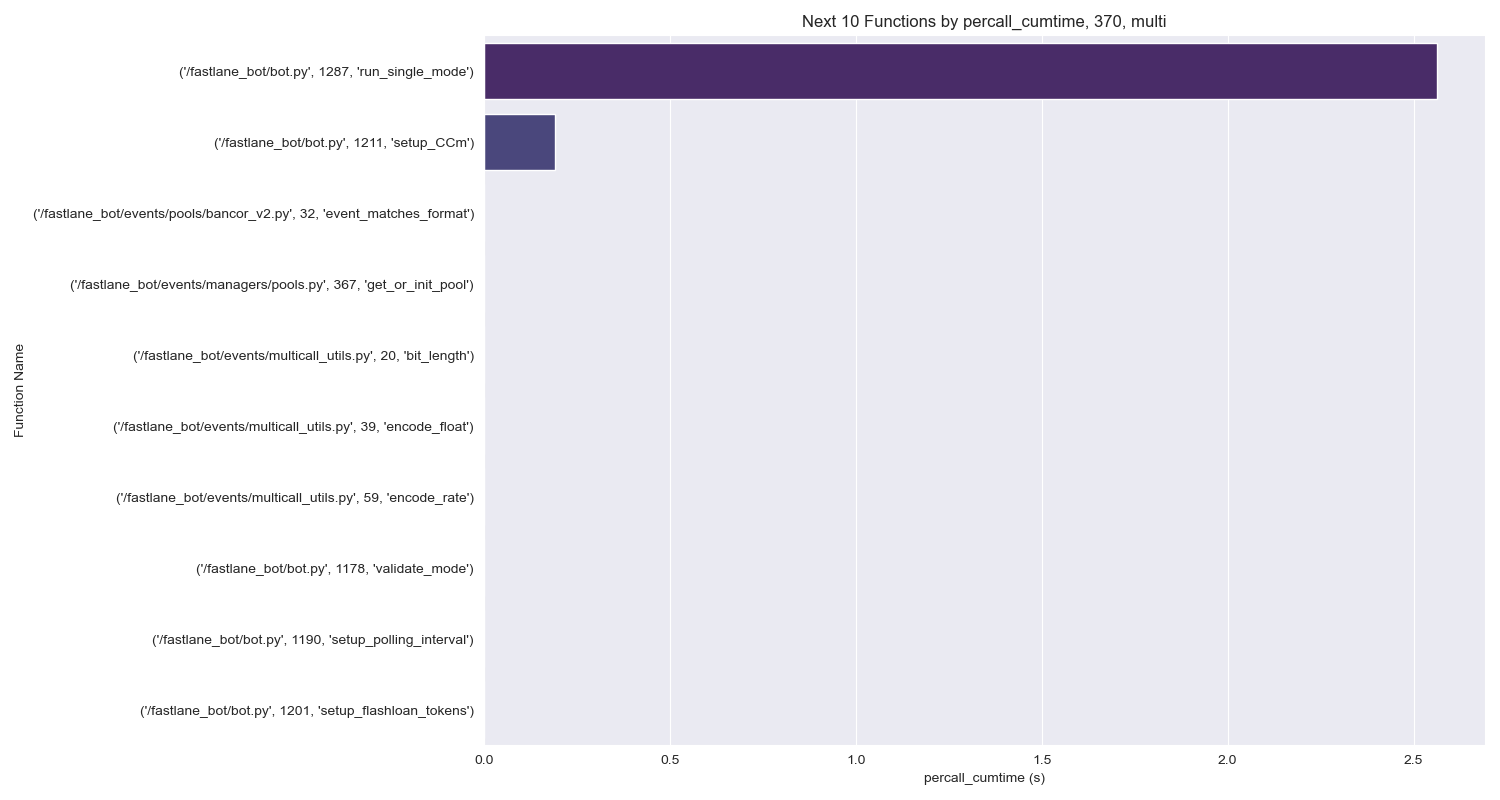 Next 10 Functions by percall_cumtime, 370, multi
('/fastlane_bot/bot.py', 1287, 'run_single_mode')
('/fastlane_bot/bot.py', 1211, 'setup_CCm')
('/fastlane_bot/events/pools/bancor_v2.py', 32, 'event_matches_format')
('/fastlane_bot/events/managers/pools.py', 367, 'get_or_init_pool')
('/fastlane_bot/events/multicall_utils.py', 20, 'bit_length')
('/fastlane_bot/events/multicall_utils.py', 39, 'encode_float')
('/fastlane_bot/events/multicall_utils.py', 59, 'encode_rate')
('/fastlane_bot/bot.py', 1178, 'validate_mode')
('/fastlane_bot/bot.py', 1190, 'setup_polling_interval')
('/fastlane_bot/bot.py', 1201, 'setup_flashloan_tokens')
Function Name
0.0 0.5 1.0 1.5 2.0 2.5
percall_cumtime (s)